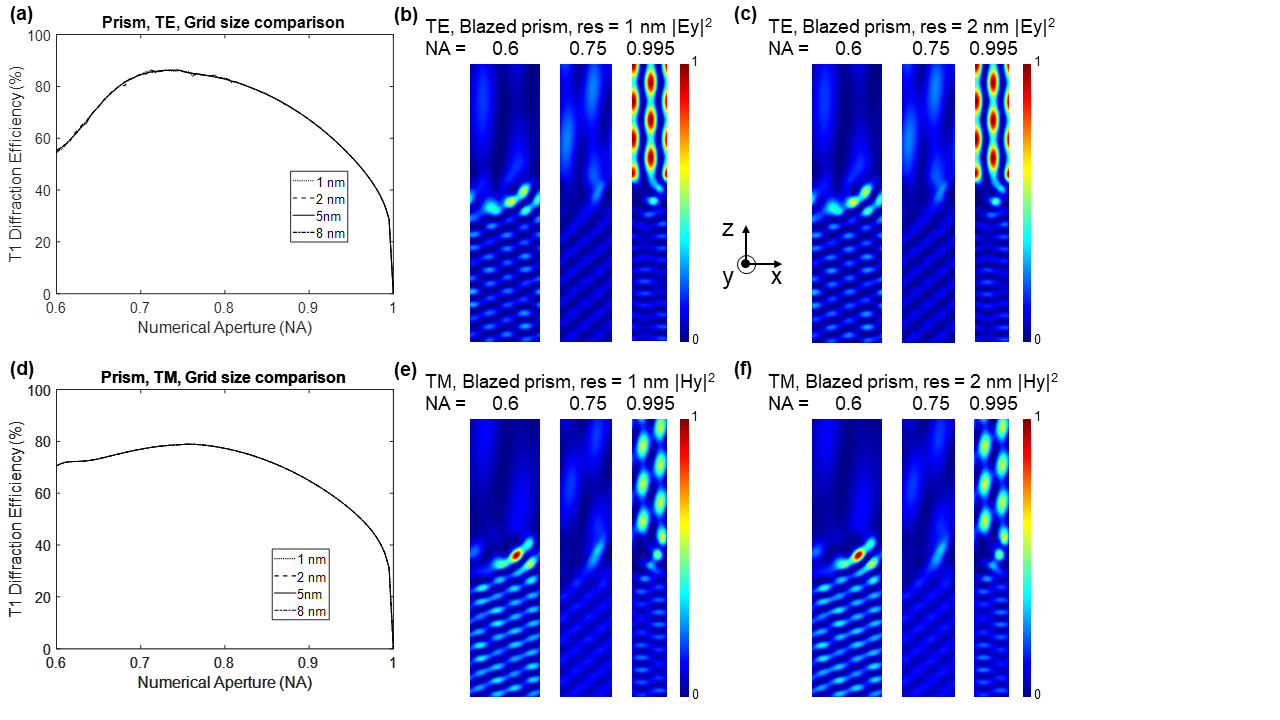 (a)
Prism, TE, Grid size comparison
100
80
60
40
20
0
0.6
0.7
0.8
0.9
1
T1 Diffraction Efficiency (%)
Numerical Aperture (NA)
1 nm
2 nm
5nm
8 nm
(b)
TE, Blazed prism, res = 1 nm |Ey|²
NA = 0.6 0.75 0.995
1
0
(c)
TE, Blazed prism, res = 2 nm |Ey|²
NA = 0.6 0.75 0.995
1
0
z
y
x
(d)
Prism, TM, Grid size comparison
100
80
60
40
20
0
0.6
0.7
0.8
0.9
1
T1 Diffraction Efficiency (%)
Numerical Aperture (NA)
1 nm
2 nm
5nm
8 nm
(e)
TM, Blazed prism, res = 1 nm |Hy|²
NA = 0.6 0.75 0.995
1
0
(f)
TM, Blazed prism, res = 2 nm |Hy|²
NA = 0.6 0.75 0.995
1
0